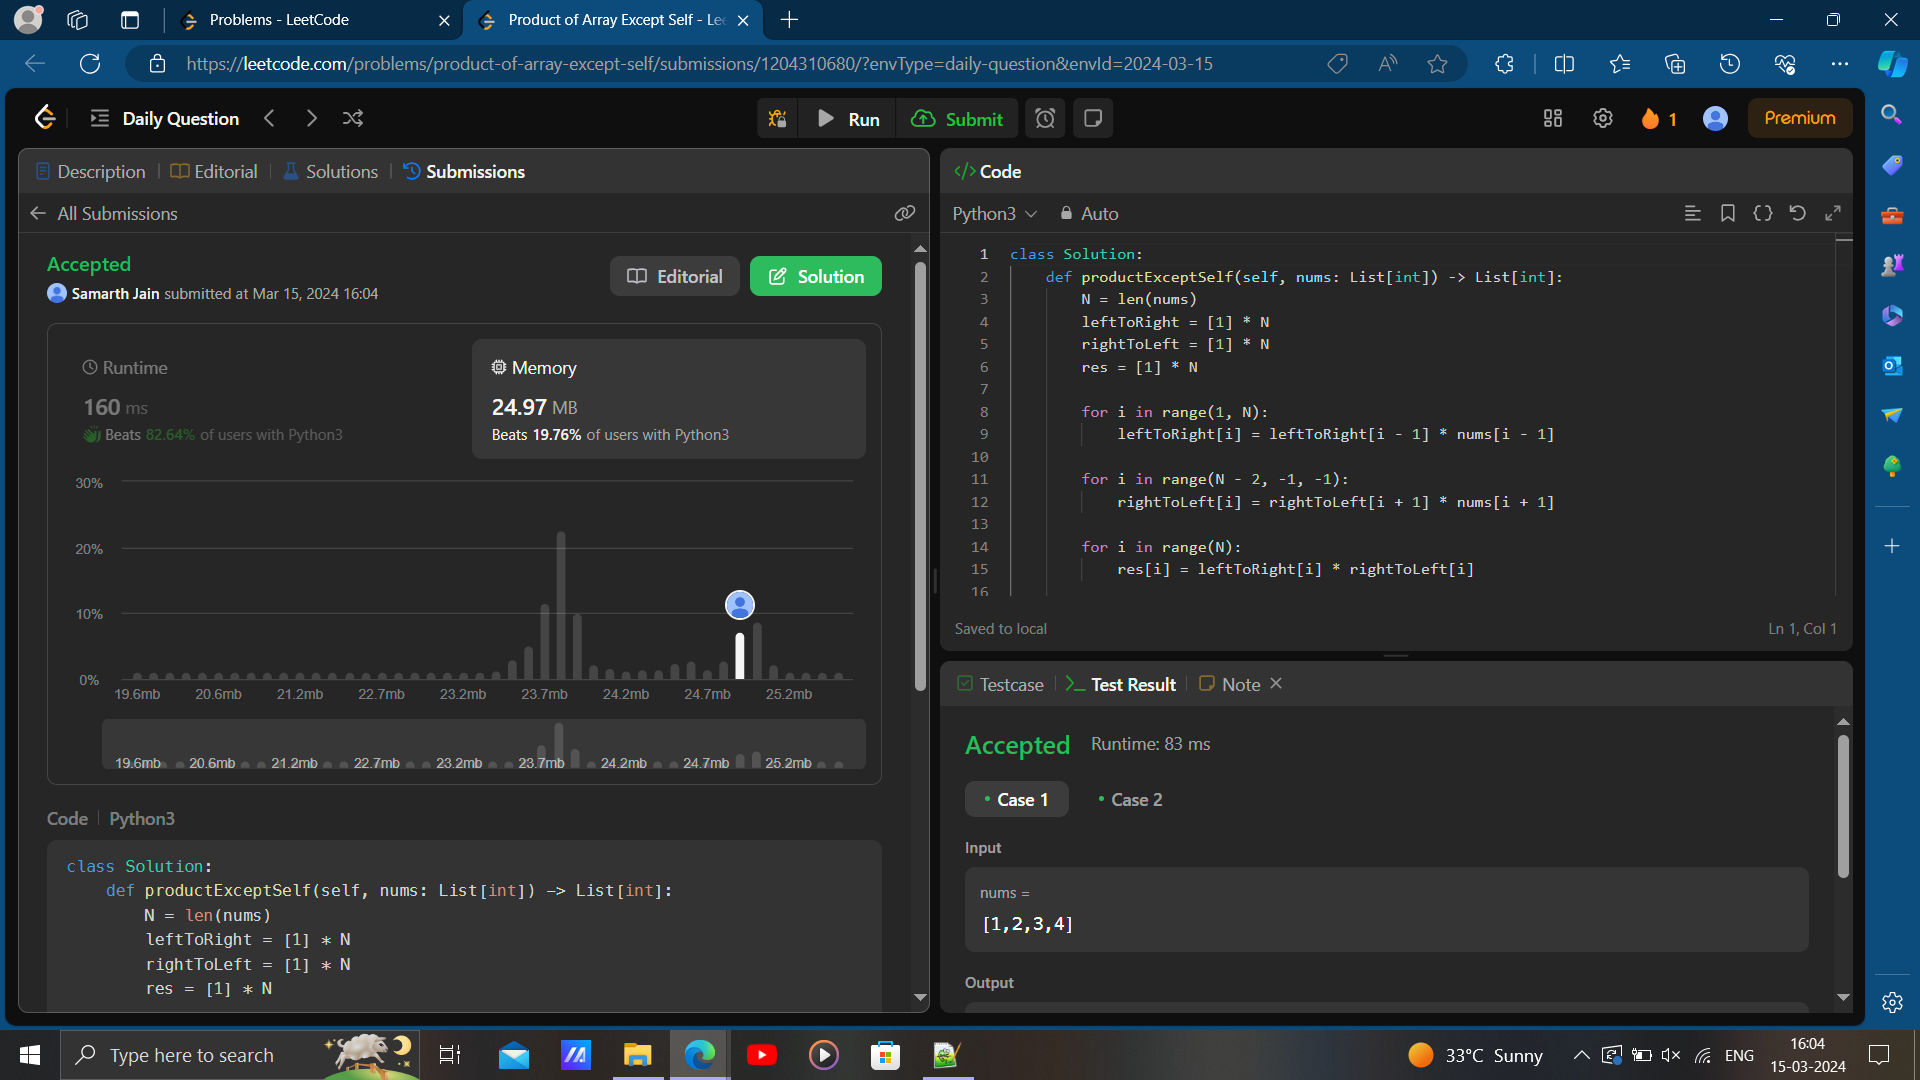 Problems - LeetCode
Product of Array Except Self - Lee
https://leetcode.com/problems/product-of-array-except-self/submissions/1204310680/?envType=daily-question&envId=2024-03-15
Daily Question
Run
Submit
1
Premium
Description
Editorial
Solutions
Submissions
All Submissions
Accepted
Samarth Jain submitted at Mar 15, 2024 16:04
Editorial
Solution
Runtime
160 ms
Beats 82.64% of users with Python3
Memory
24.97 MB
Beats 19.76% of users with Python3
30%
20%
10%
0%
19.6mb 20.6mb 21.2mb 22.7mb 23.2mb 23.7mb 24.2mb 24.7mb 25.2mb
19.6mb 20.6mb 21.2mb 22.7mb 23.2mb 23.7mb 24.2mb 24.7mb 25.2mb
Code Python3
class Solution:
    def productExceptSelf(self, nums: List[int]) -> List[int]:
        N = len(nums)
        leftToRight = [1] * N
        rightToLeft = [1] * N
        res = [1] * N
</> Code
Python3
Auto
1 class Solution:
2     def productExceptSelf(self, nums: List[int]) -> List[int]:
3         N = len(nums)
4         leftToRight = [1] * N
5         rightToLeft = [1] * N
6         res = [1] * N
7
8         for i in range(1, N):
9             leftToRight[i] = leftToRight[i - 1] * nums[i - 1]
10
11         for i in range(N - 2, -1, -1):
12             rightToLeft[i] = rightToLeft[i + 1] * nums[i + 1]
13
14         for i in range(N):
15             res[i] = leftToRight[i] * rightToLeft[i]
16
Saved to local
Ln 1, Col 1
Testcase
Test Result
Note
Accepted
Runtime: 83 ms
Case 1
Case 2
Input
nums =
[1,2,3,4]
Output
Type here to search
33°C Sunny
ENG
16:04
15-03-2024